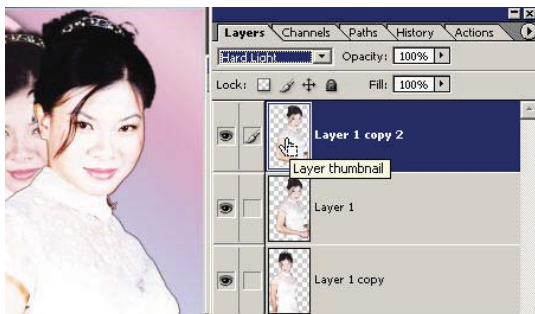 Layers Channels Paths History Actions
Hard Light Opacity: 100%
Lock: Fill: 100%
Layer 1 copy 2
Layer thumbnail
Layer 1
Layer 1 copy